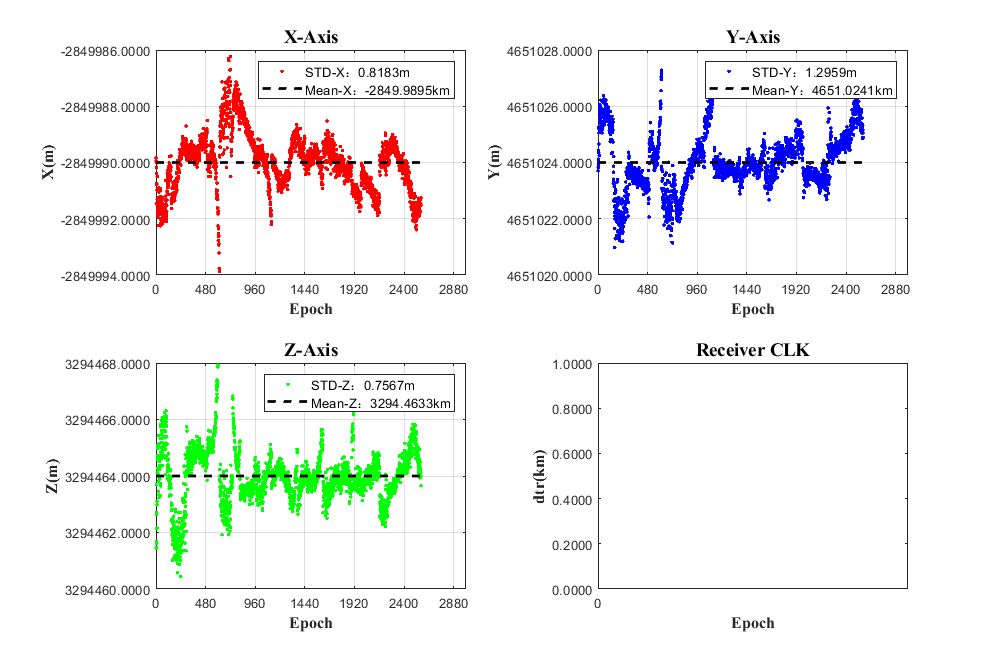 X-Axis
-2849986.0000
-2849988.0000
-2849990.0000
-2849992.0000
-2849994.0000
X(m)
STD-X：0.8183m
Mean-X：-2849.9895km
0 480 960 1440 1920 2400 2880
Epoch
Y-Axis
4651028.0000
4651026.0000
4651024.0000
4651022.0000
4651020.0000
Y(m)
STD-Y：1.2959m
Mean-Y：4651.0241km
0 480 960 1440 1920 2400 2880
Epoch
Z-Axis
3294468.0000
3294466.0000
3294464.0000
3294462.0000
3294460.0000
Z(m)
STD-Z：0.7567m
Mean-Z：3294.4633km
0 480 960 1440 1920 2400 2880
Epoch
Receiver CLK
1.0000
0.8000
0.6000
0.4000
0.2000
0.0000
dtr(km)
0
Epoch